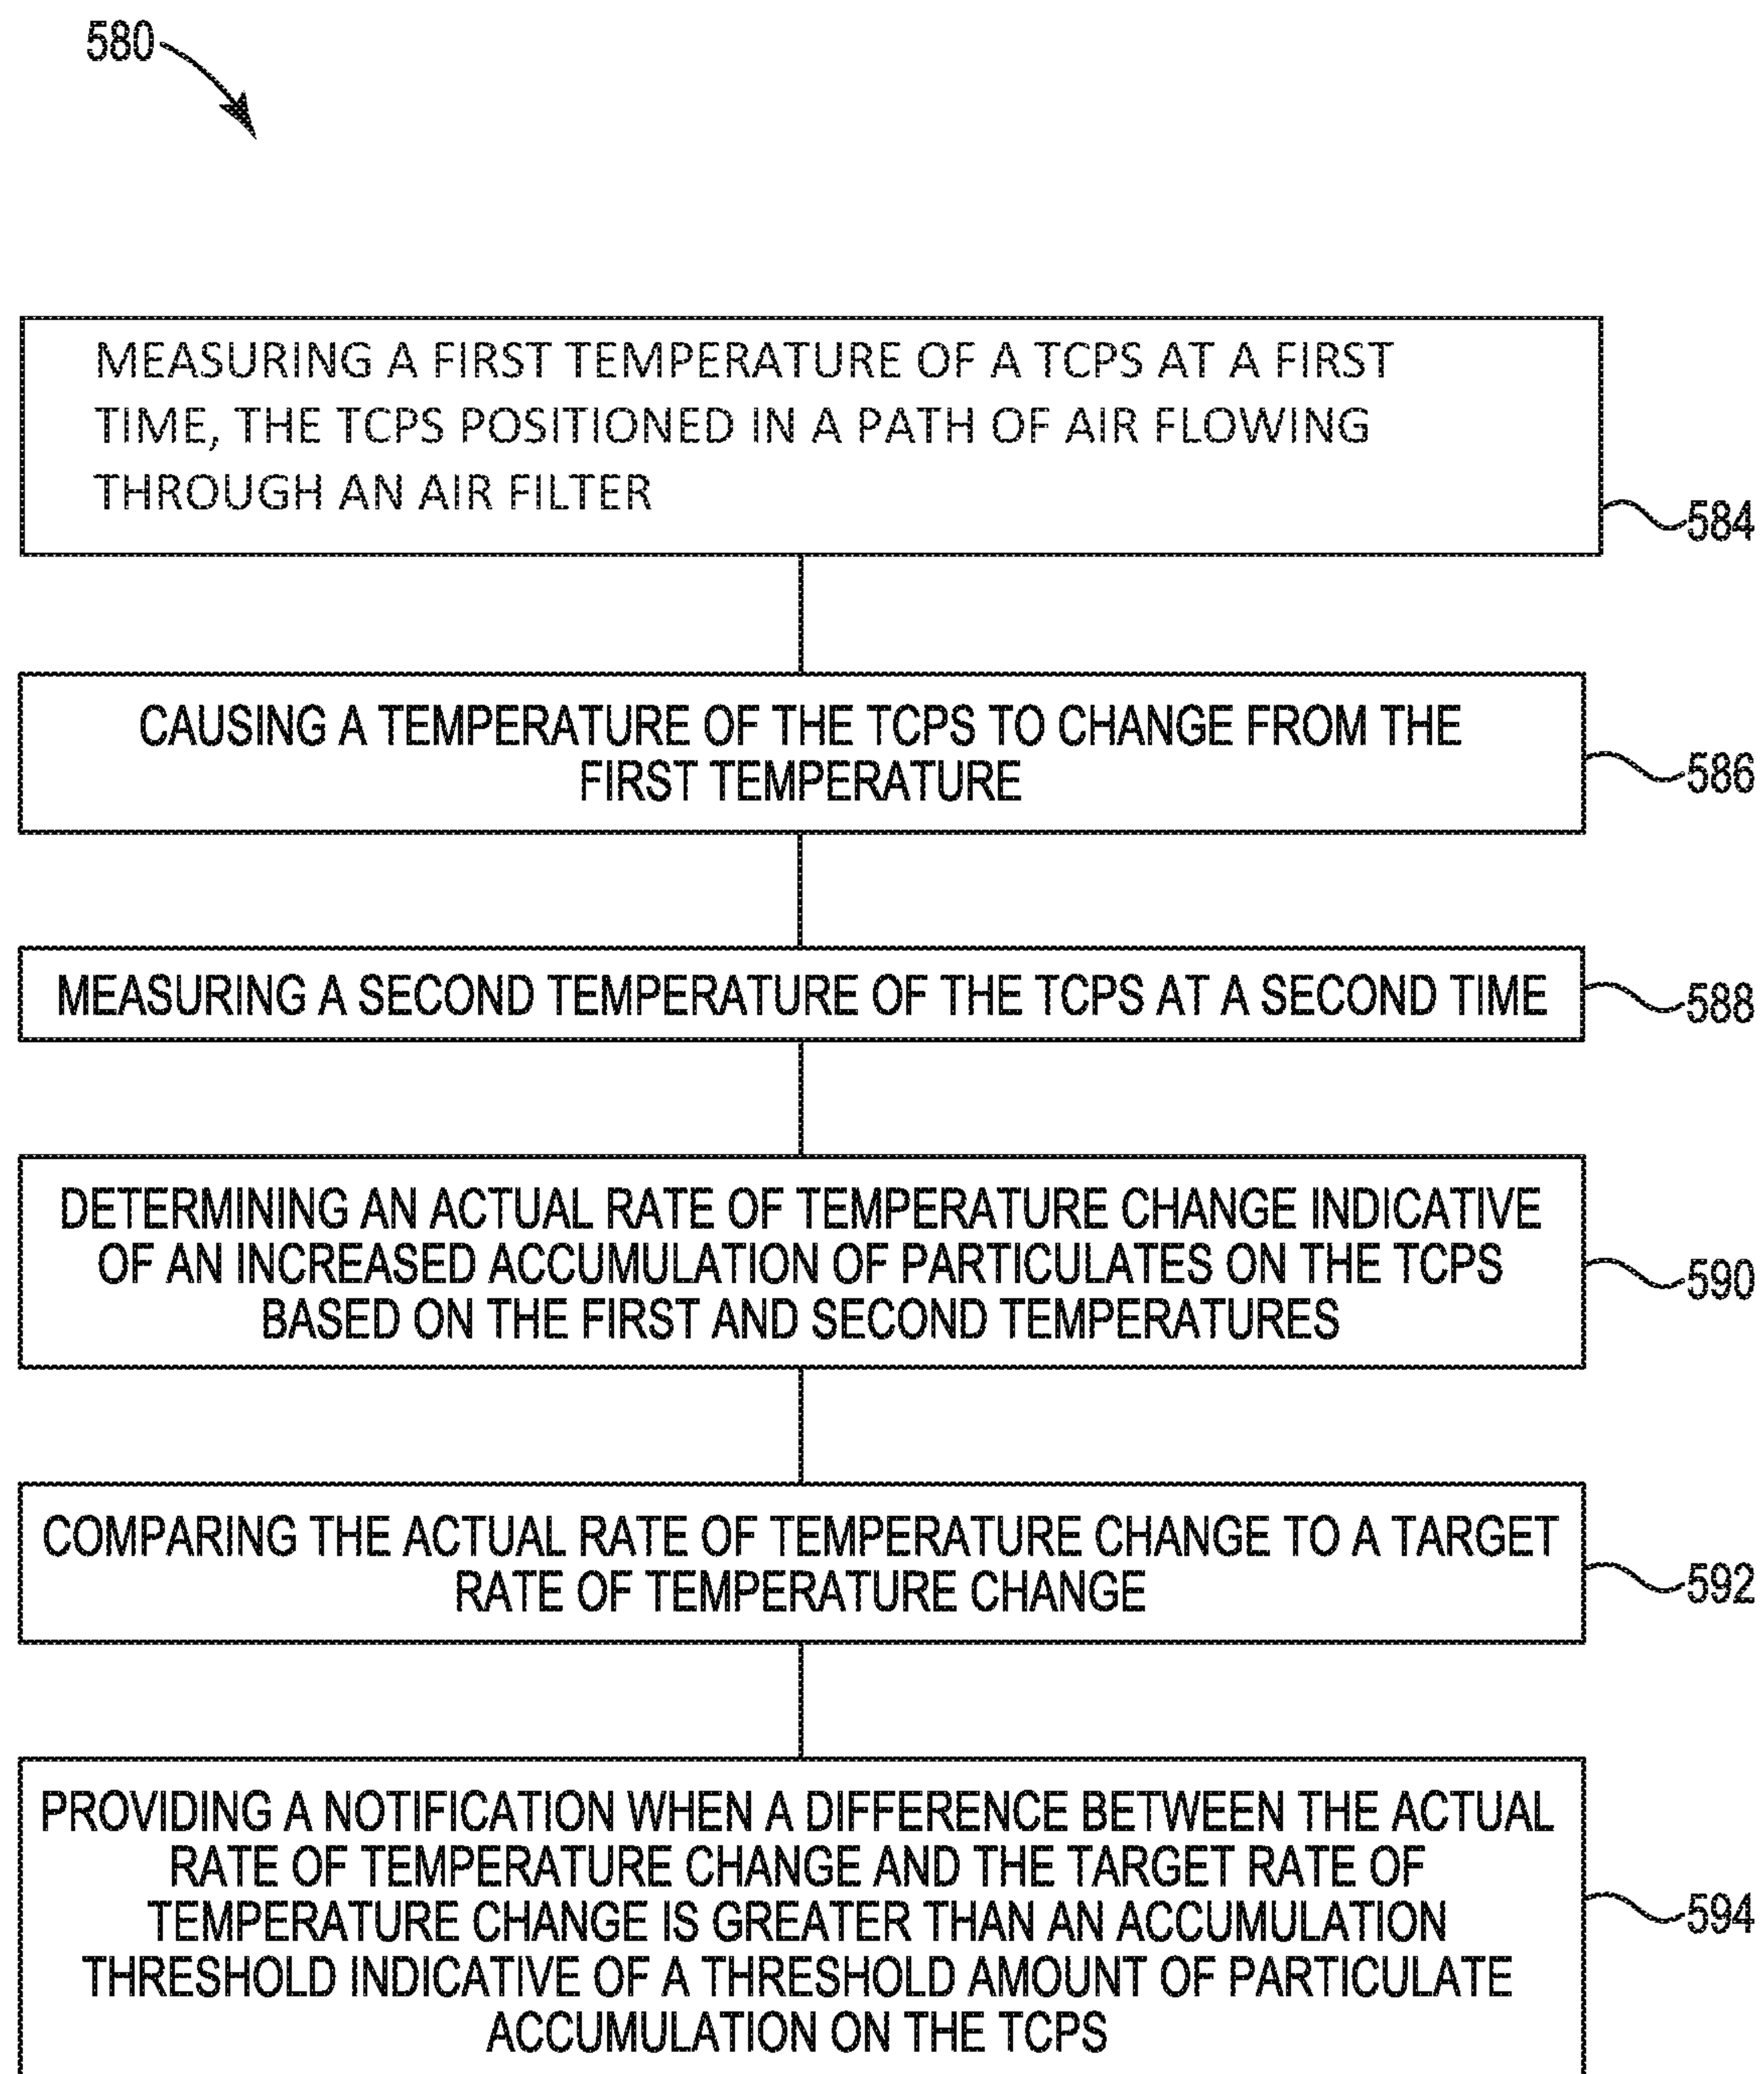 580
MEASURING A FIRST TEMPERATURE OF A TCPS AT A FIRST
TIME, THE TCPS POSITIONED IN A PATH OF AIR FLOWING
THROUGH AN AIR FILTER
584
CAUSING A TEMPERATURE OF THE TCPS TO CHANGE FROM THE
FIRST TEMPERATURE
586
MEASURING A SECOND TEMPERATURE OF THE TCPS AT A SECOND TIME
588
DETERMINING AN ACTUAL RATE OF TEMPERATURE CHANGE INDICATIVE
OF AN INCREASED ACCUMULATION OF PARTICULATES ON THE TCPS
BASED ON THE FIRST AND SECOND TEMPERATURES
590
COMPARING THE ACTUAL RATE OF TEMPERATURE CHANGE TO A TARGET
RATE OF TEMPERATURE CHANGE
592
PROVIDING A NOTIFICATION WHEN A DIFFERENCE BETWEEN THE ACTUAL
RATE OF TEMPERATURE CHANGE AND THE TARGET RATE OF
TEMPERATURE CHANGE IS GREATER THAN AN ACCUMULATION
THRESHOLD INDICATIVE OF A THRESHOLD AMOUNT OF PARTICULATE
ACCUMULATION ON THE TCPS
594